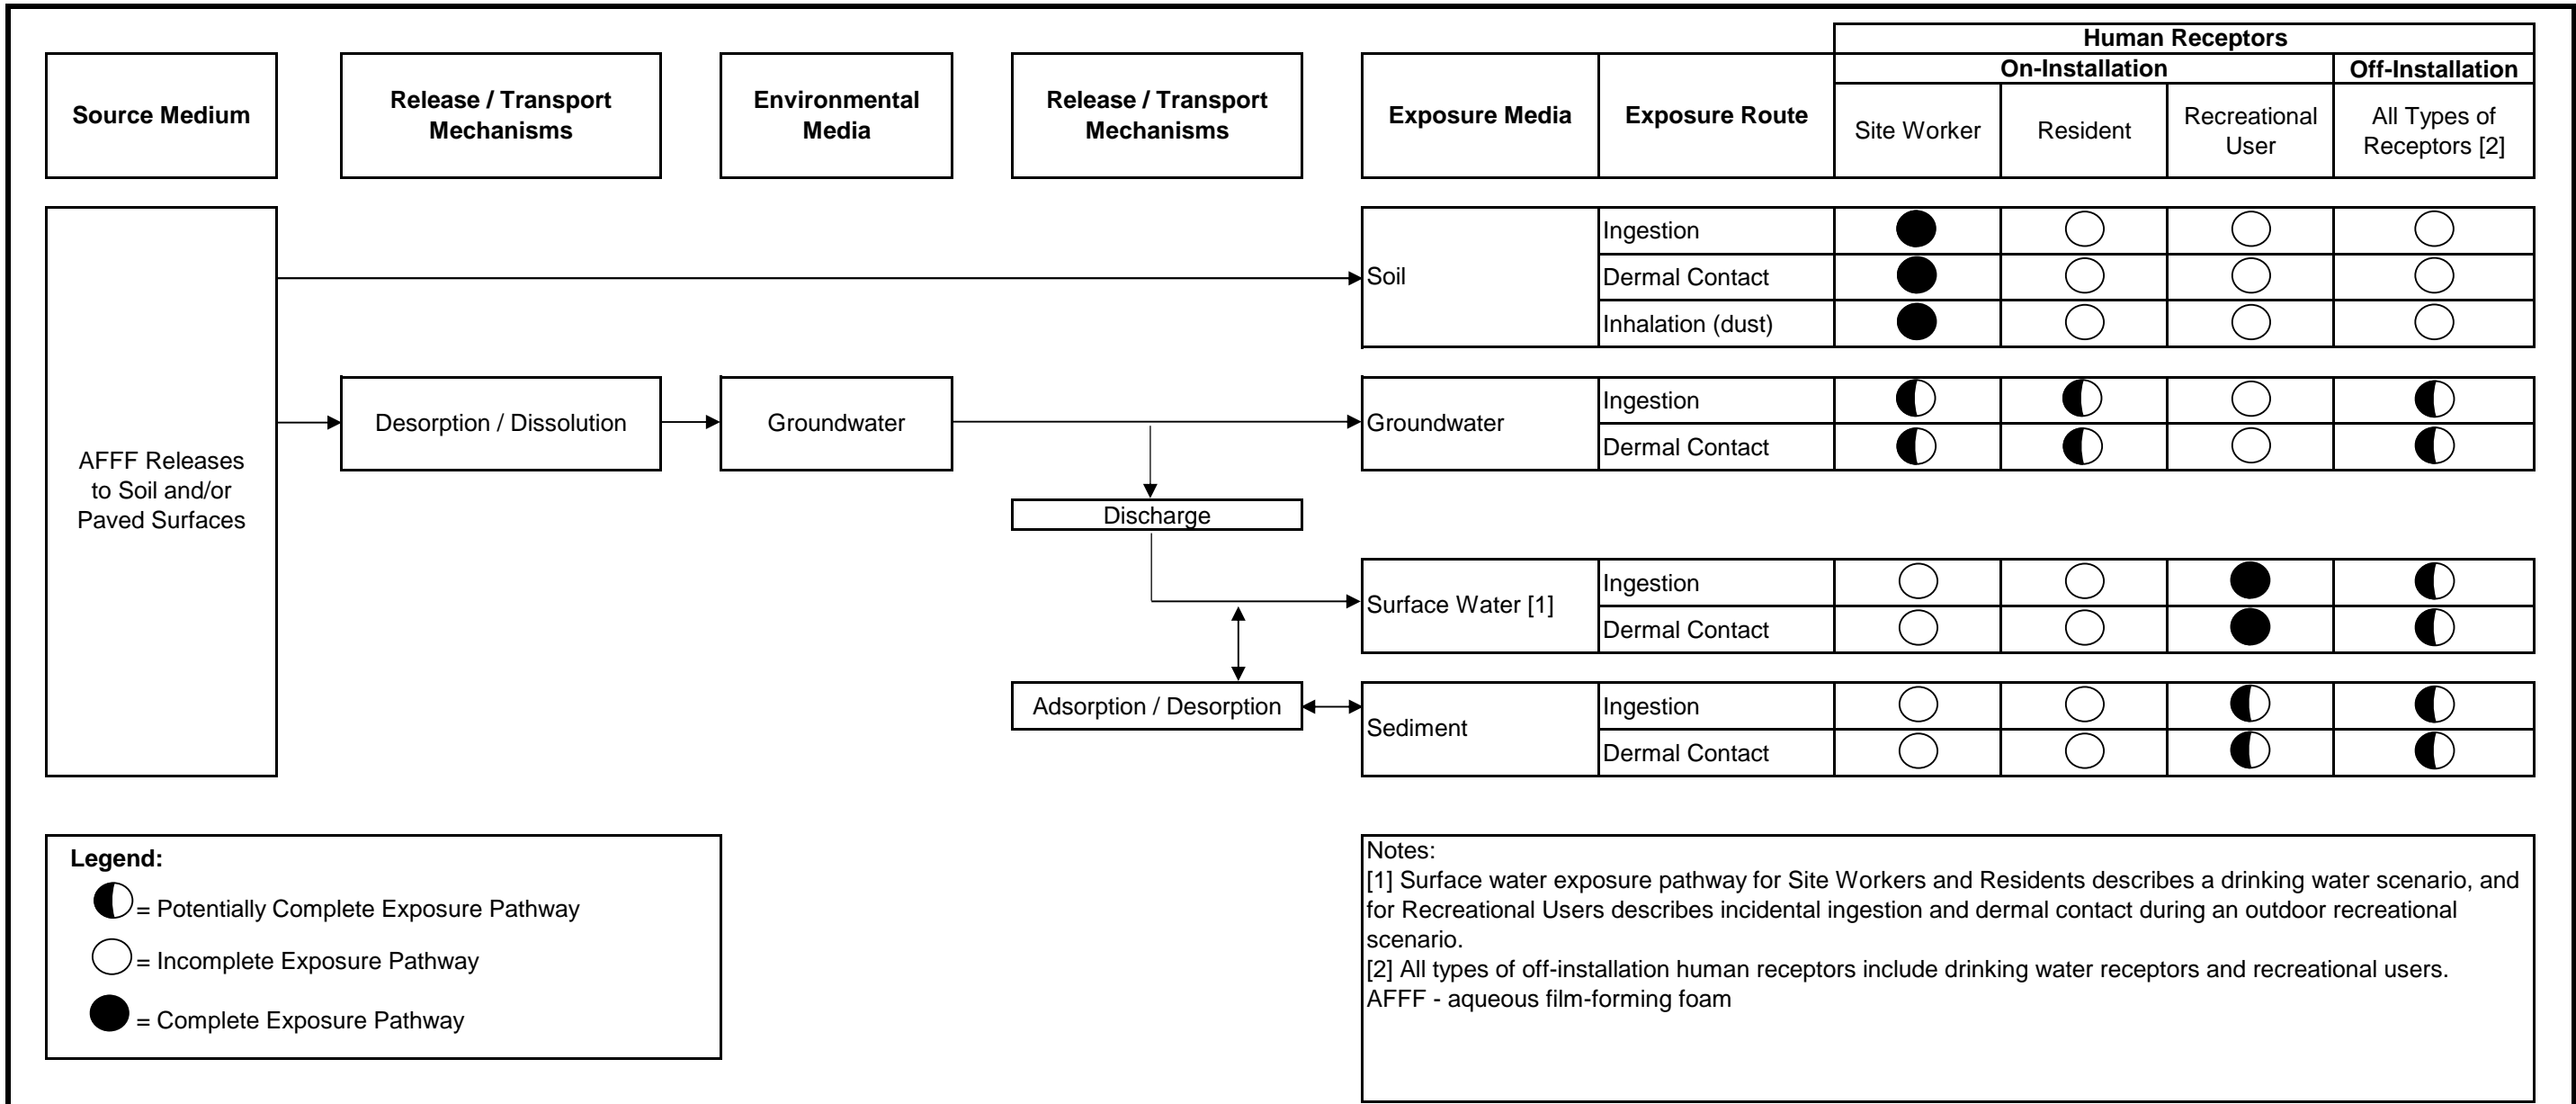 Human Receptors
On-Installation
Off-Installation
Source Medium
Release / Transport
Mechanisms
Environmental
Media
Release / Transport
Mechanisms
Exposure Media
Exposure Route
Site Worker
Resident
Recreational
User
All Types of
Receptors [2]
AFFF Releases
to Soil and/or
Paved Surfaces
Soil
Ingestion
Dermal Contact
Inhalation (dust)
Desorption / Dissolution
Groundwater
Groundwater
Ingestion
Dermal Contact
Discharge
Surface Water [1]
Ingestion
Dermal Contact
Adsorption / Desorption
Sediment
Ingestion
Dermal Contact
Legend:
= Potentially Complete Exposure Pathway
= Incomplete Exposure Pathway
= Complete Exposure Pathway
Notes:
[1] Surface water exposure pathway for Site Workers and Residents describes a drinking water scenario, and
for Recreational Users describes incidental ingestion and dermal contact during an outdoor recreational
scenario.
[2] All types of off-installation human receptors include drinking water receptors and recreational users.
AFFF - aqueous film-forming foam